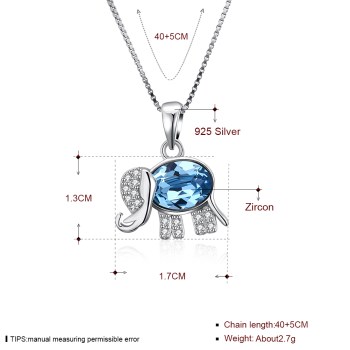 40+5CM
925 Silver
1.3CM
Zircon
1.7CM
Chain length:40+5CM
Weight: About2.7g
TIPS:manual measuring permissible error